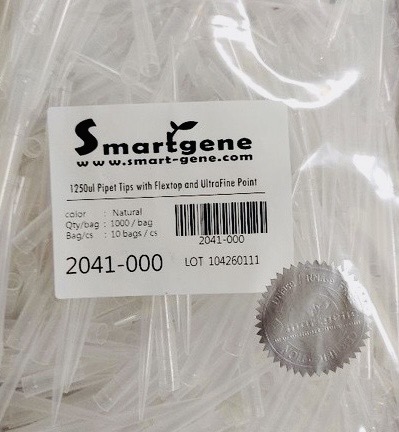 Smartgene
www.smart-gene.com
1250ul Pipet Tips with Flextop and UltraFine Point
color : Natural
Qty/bag : 1000 / bag
Bag/cs : 10 bags / cs
2041-000
2041-000 LOT 104260111
Smartgene